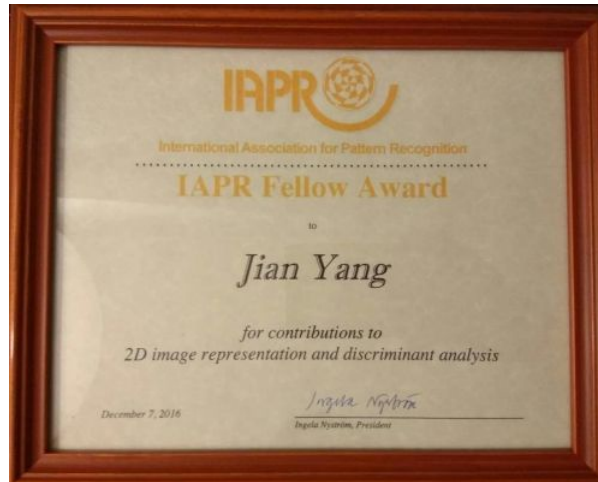 IAPR
International Association for Pattern Recognition
IAPR Fellow Award
to
Jian Yang
for contributions to
2D image representation and discriminant analysis
Ingela Nyström
December 7, 2016
Ingela Nyström, President